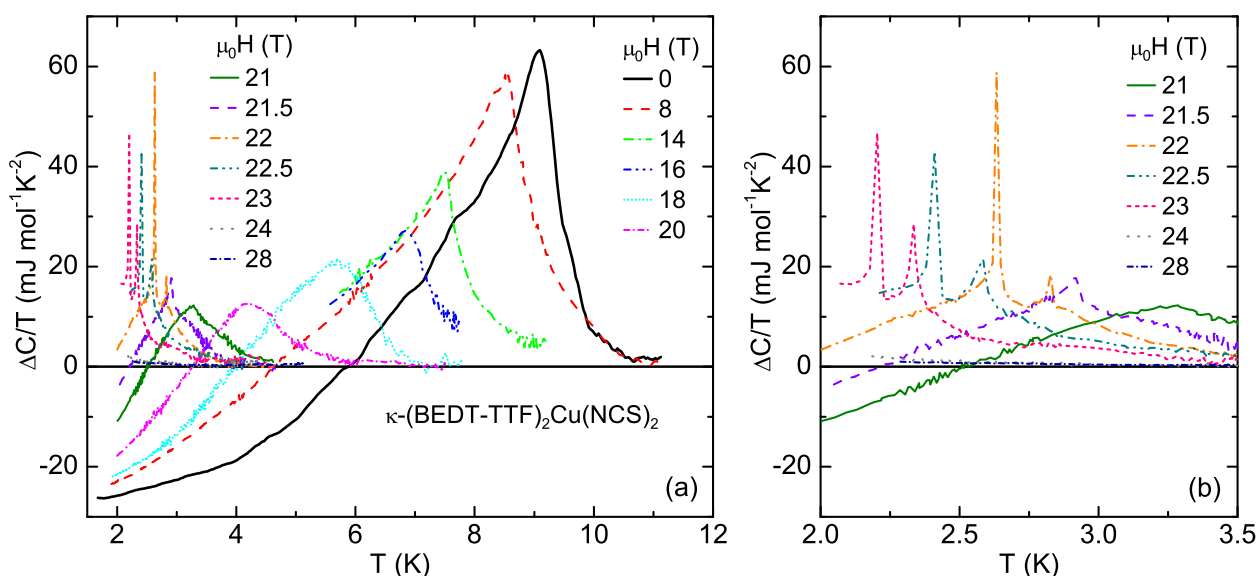 μ₀H (T)
21
21.5
22
22.5
23
24
28
μ₀H (T)
0
8
14
16
18
20
60
40
20
0
-20
ΔC/T (mJ mol⁻¹K⁻²)
κ-(BEDT-TTF)₂Cu(NCS)₂
(a)
2 4 6 8 10 12
T (K)
μ₀H (T)
21
21.5
22
22.5
23
24
28
60
40
20
0
-20
ΔC/T (mJ mol⁻¹K⁻²)
(b)
2.0 2.5 3.0 3.5
T (K)